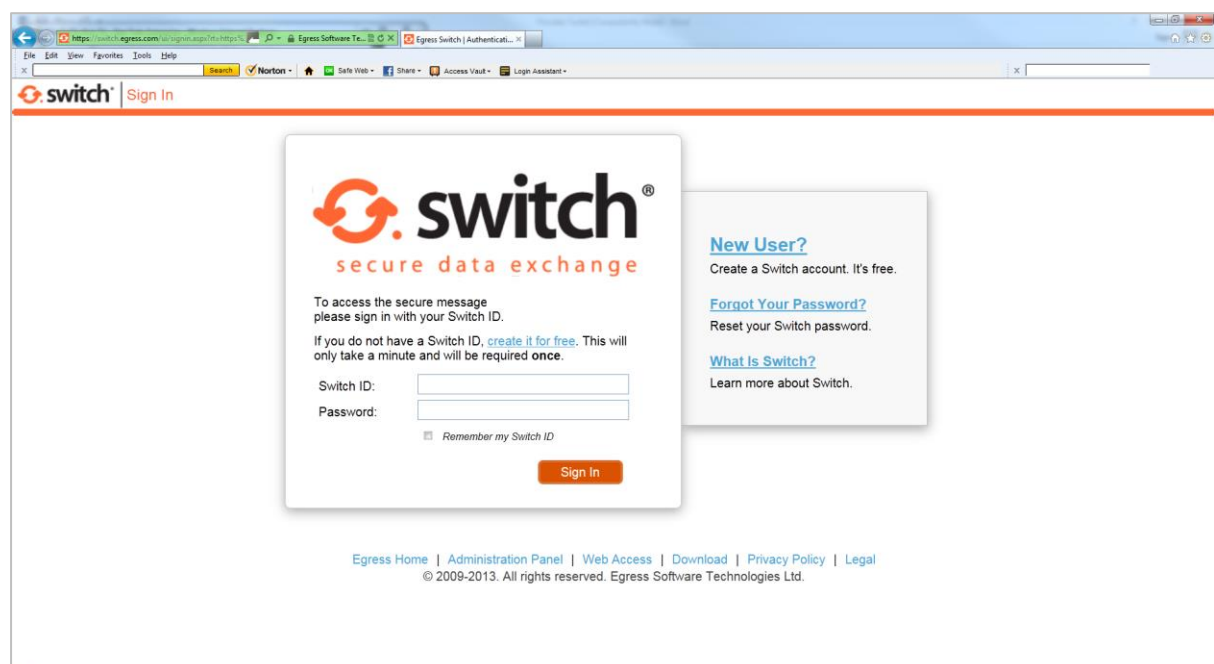 https://switch.egress.com/ui/signin.aspx?rt=https% Egress Software Te... Egress Switch | Authenticati...
File Edit View Favorites Tools Help
Search Norton Safe Web Share Access Vault Login Assistant
switch Sign In
switch®
secure data exchange
To access the secure message
please sign in with your Switch ID.
If you do not have a Switch ID, create it for free. This will
only take a minute and will be required once.
Switch ID:
Password:
Remember my Switch ID
Sign In
New User?
Create a Switch account. It's free.
Forgot Your Password?
Reset your Switch password.
What Is Switch?
Learn more about Switch.
Egress Home | Administration Panel | Web Access | Download | Privacy Policy | Legal
© 2009-2013. All rights reserved. Egress Software Technologies Ltd.